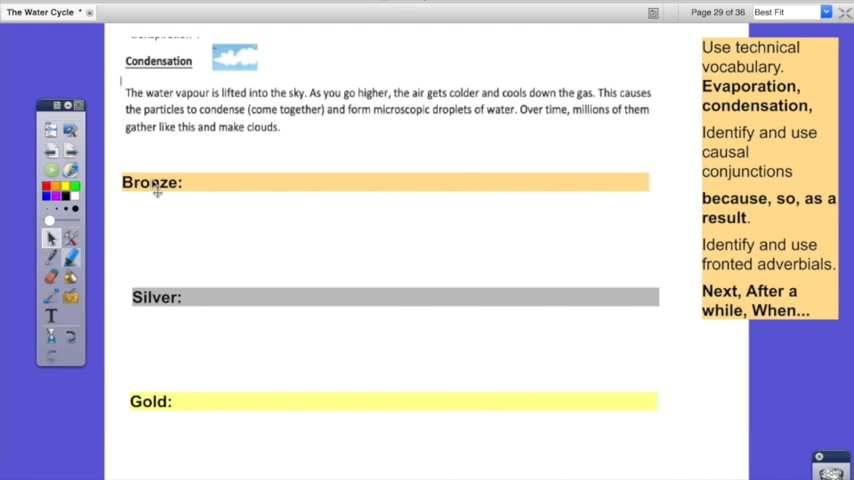 The Water Cycle *
Page 29 of 36
Best Fit
Condensation
The water vapour is lifted into the sky. As you go higher, the air gets colder and cools down the gas. This causes
the particles to condense (come together) and form microscopic droplets of water. Over time, millions of them
gather like this and make clouds.
Bronze:
Silver:
Gold:
Use technical
vocabulary.
Evaporation,
condensation,
Identify and use
causal
conjunctions
because, so, as a
result.
Identify and use
fronted adverbials.
Next, After a
while, When...
T